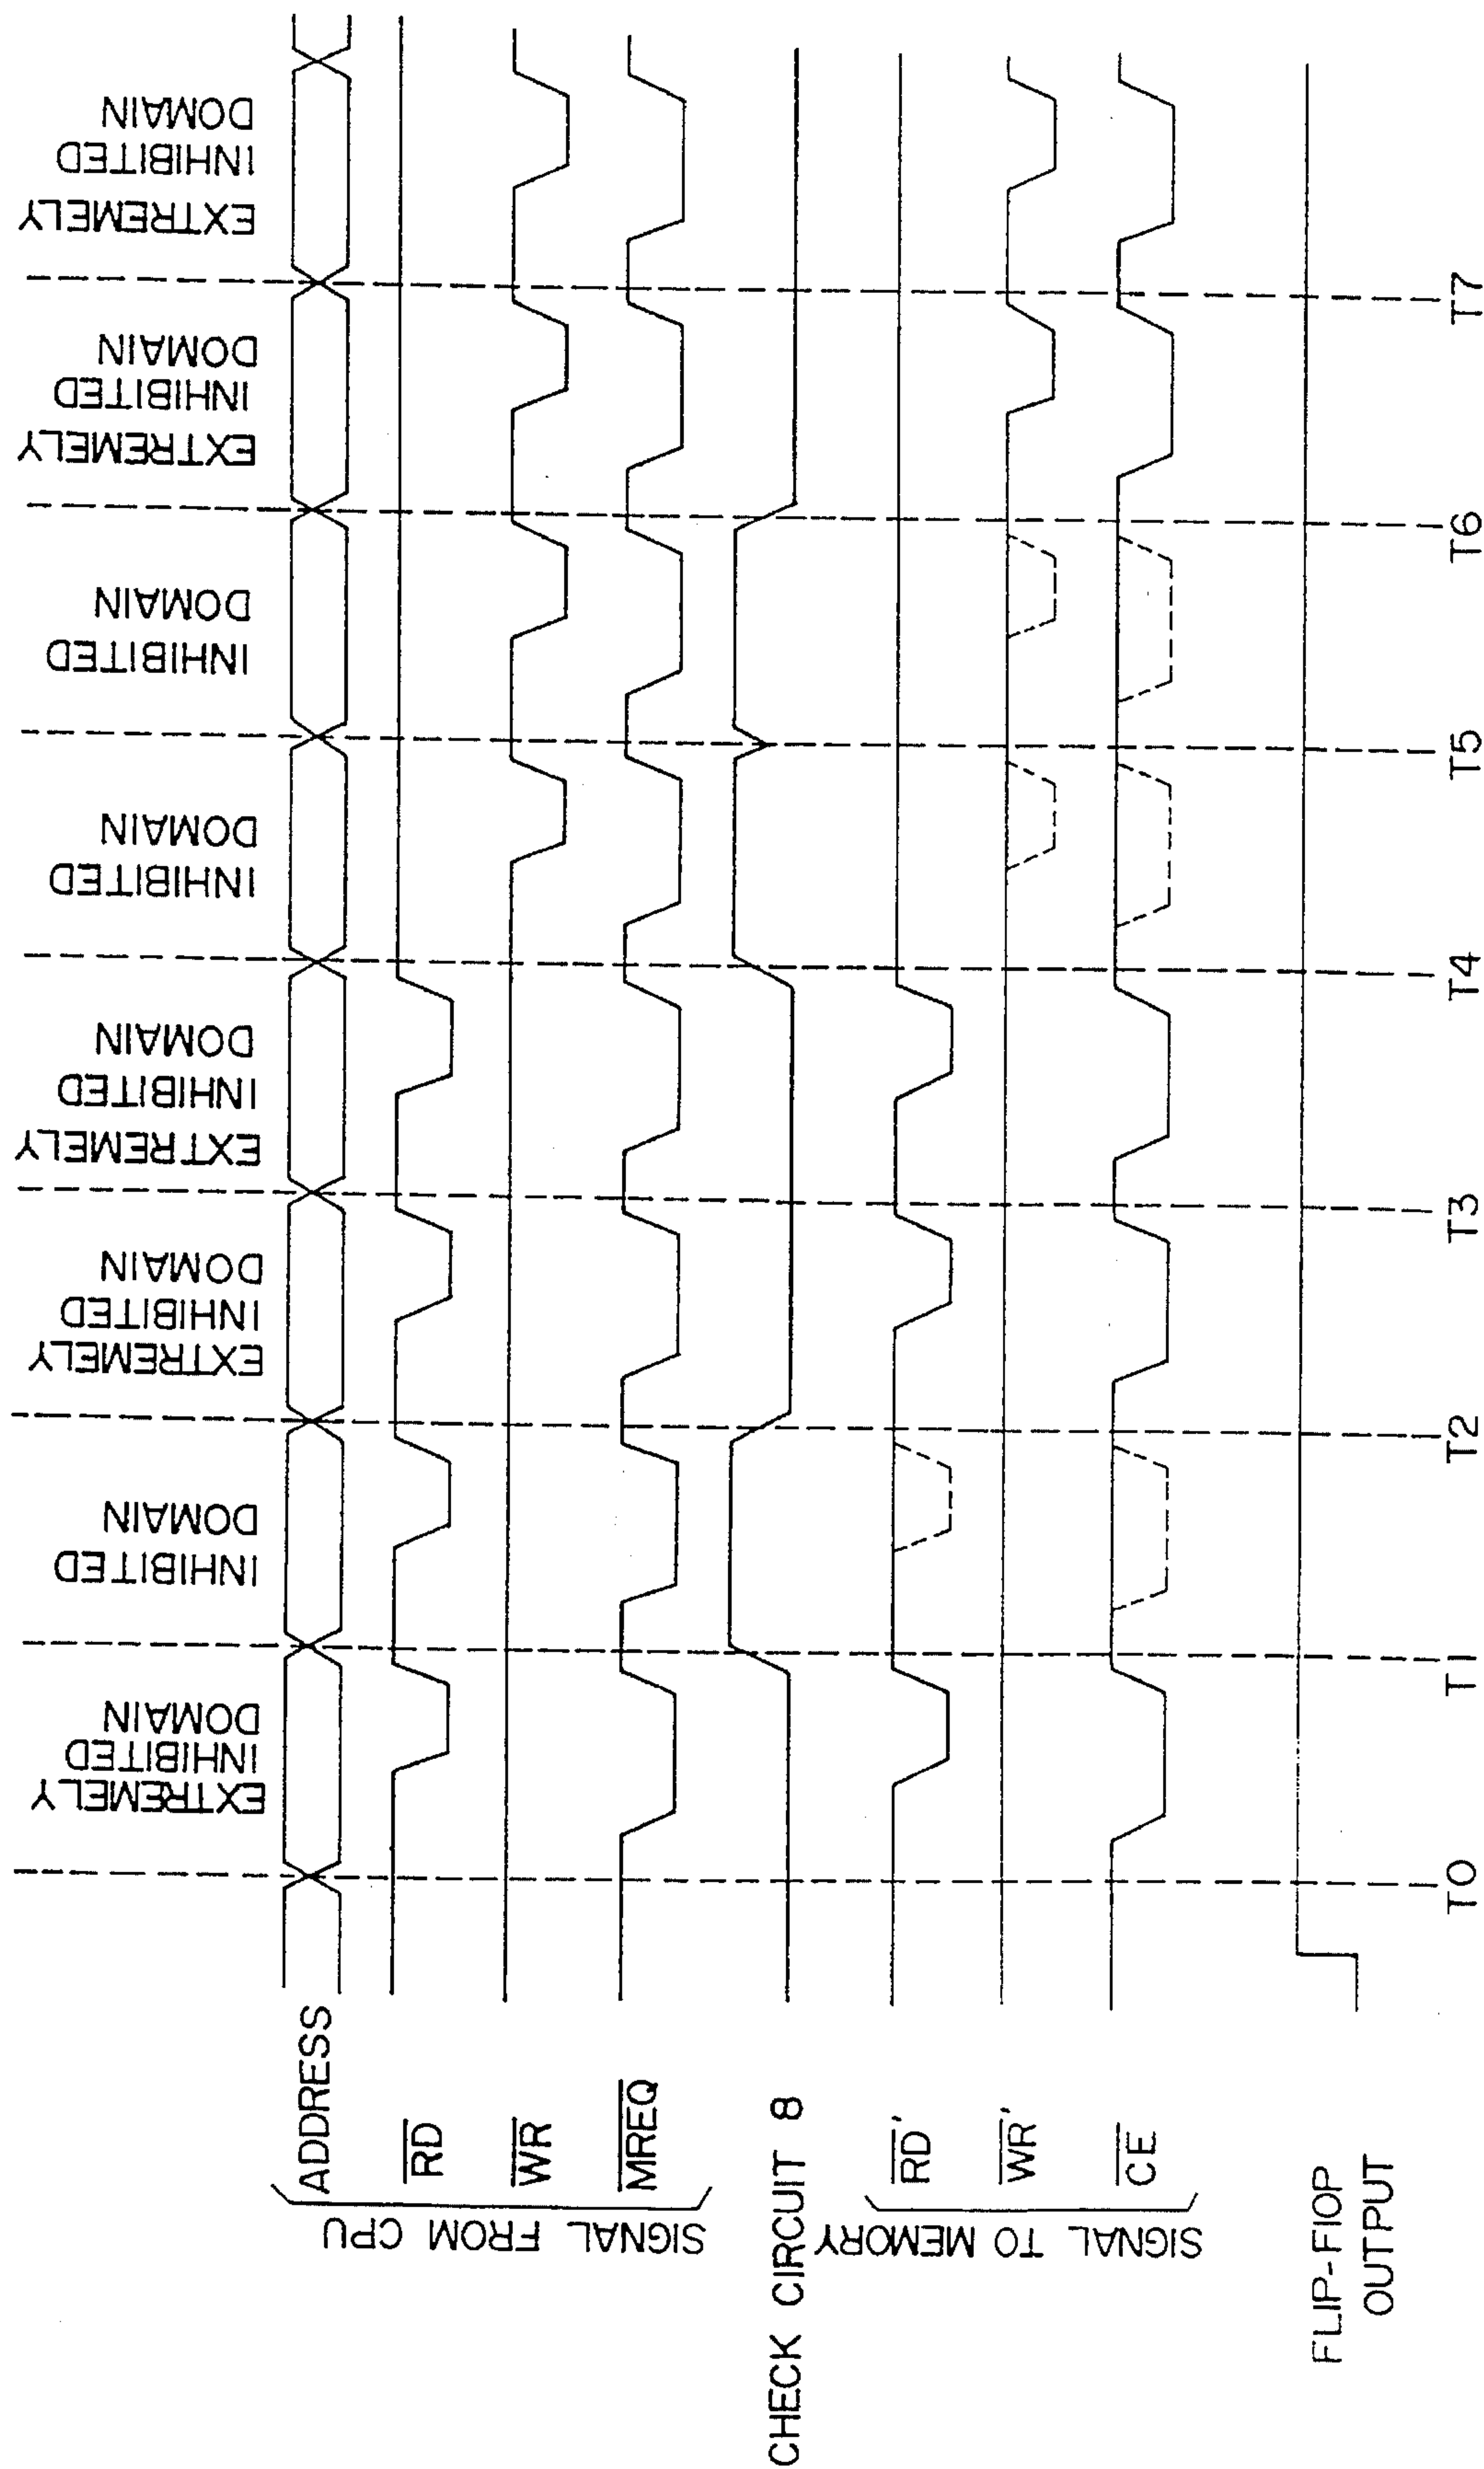 EXTREMELY
INHIBITED
DOMAIN
INHIBITED
DOMAIN
EXTREMELY
INHIBITED
DOMAIN
EXTREMELY
INHIBITED
DOMAIN
INHIBITED
DOMAIN
INHIBITED
DOMAIN
EXTREMELY
INHIBITED
DOMAIN
EXTREMELY
INHIBITED
DOMAIN
SIGNAL FROM CPU
ADDRESS
RD
WR
MREQ
CHECK CIRCUIT 8
SIGNAL TO MEMORY
RD'
WR'
CE
FLIP-FlOP
OUTPUT
T0 T1 T2 T3 T4 T5 T6 T7